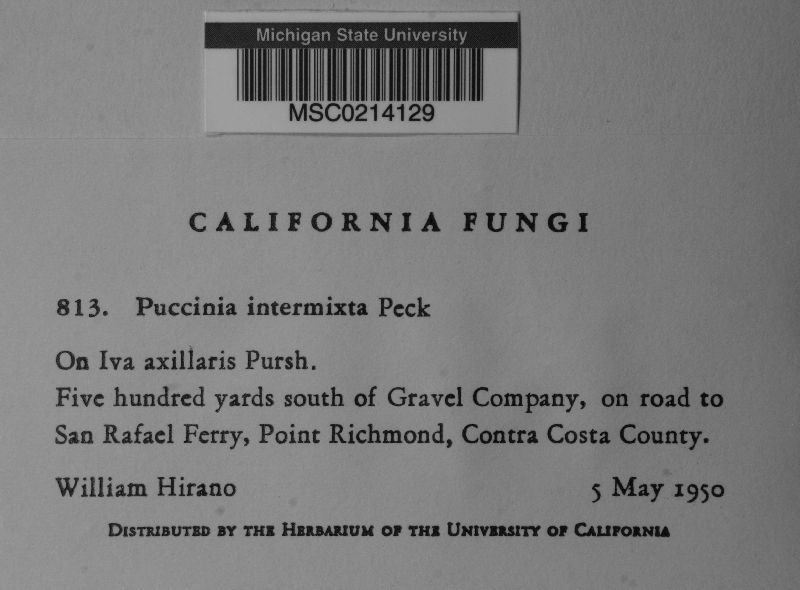 Michigan State University
MSC0214129
CALIFORNIA FUNGI
813. Puccinia intermixta Peck
On Iva axillaris Pursh.
Five hundred yards south of Gravel Company, on road to
San Rafael Ferry, Point Richmond, Contra Costa County.
William Hirano 5 May 1950
DISTRIBUTED BY THE HERBARIUM OF THE UNIVERSITY OF CALIFORNIA